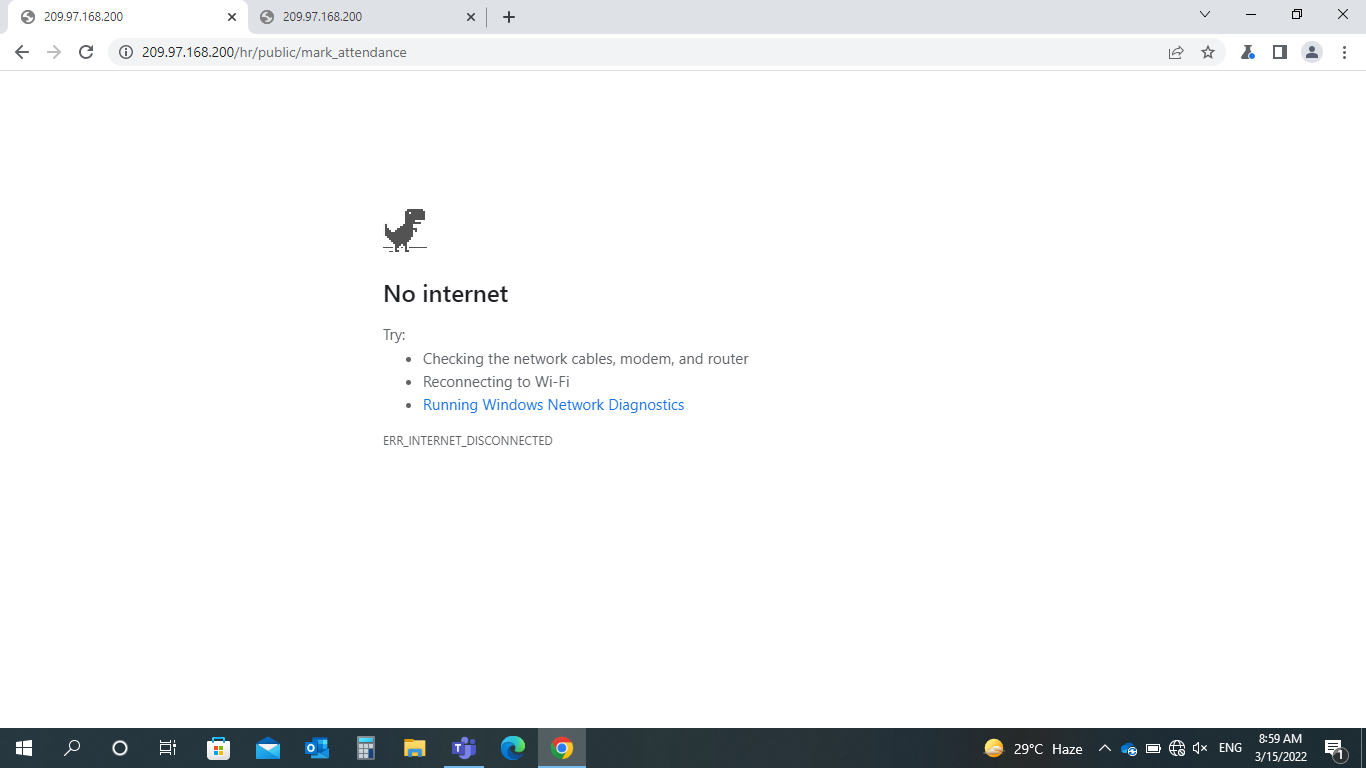 209.97.168.200
209.97.168.200
209.97.168.200/hr/public/mark_attendance
No internet
Try:
• Checking the network cables, modem, and router
• Reconnecting to Wi-Fi
• Running Windows Network Diagnostics
ERR_INTERNET_DISCONNECTED
29°C Haze
ENG
8:59 AM
3/15/2022
1